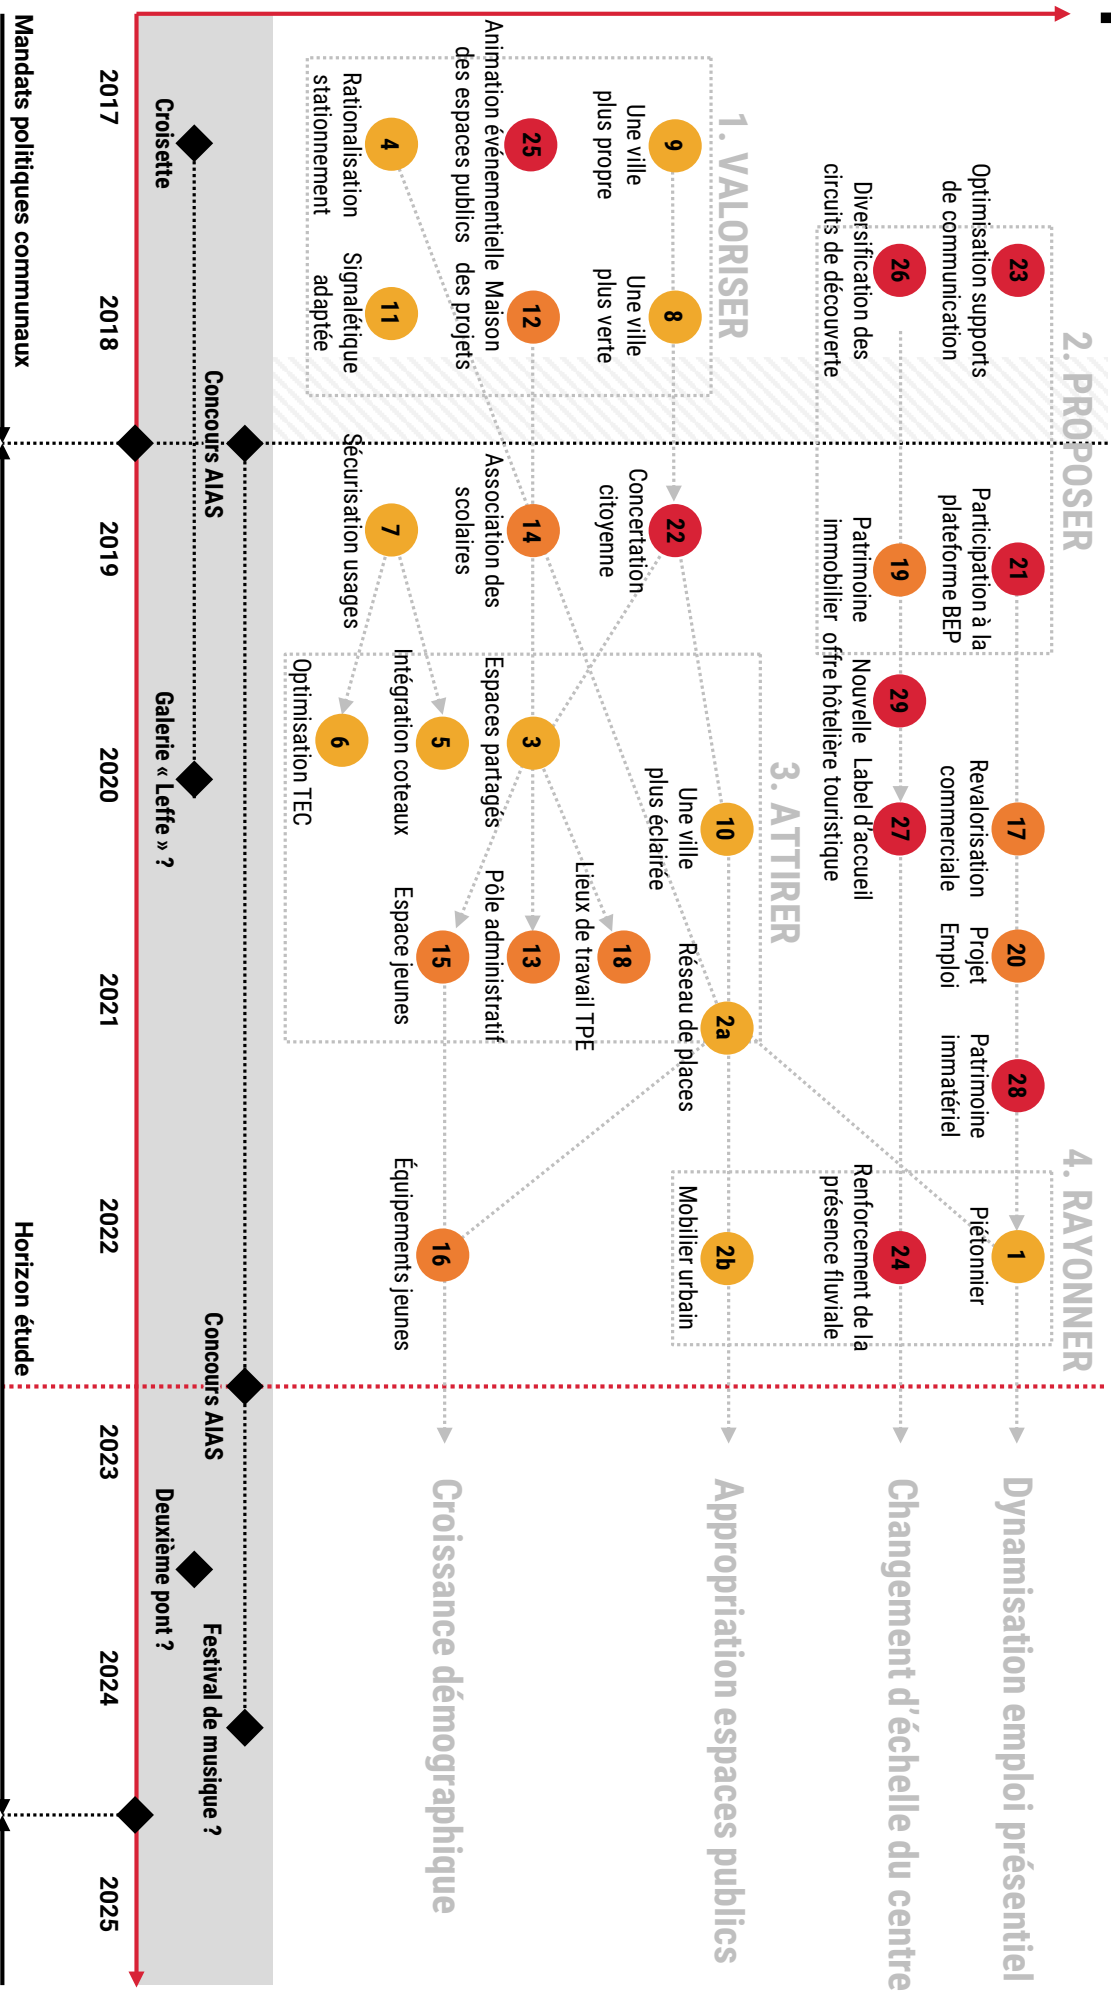 2. PROPOSER
4. RAYONNER
23
Optimisation supports
de communication
21
Participation à la
plateforme BEP
17
Revalorisation
commerciale
20
Projet
Emploi
28
Patrimoine
immatériel
1
Piétonnier
Dynamisation emploi présentiel
26
Diversification des
circuits de découverte
19
Patrimoine
immobilier
29
Nouvelle
offre hôtelière
27
Label d’accueil
touristique
24
Renforcement de la
présence fluviale
Changement d’échelle du centre
1. VALORISER
3. ATTIRER
9
Une ville
plus propre
8
Une ville
plus verte
22
Concertation
citoyenne
10
Une ville
plus éclairée
2a
Réseau de places
2b
Mobilier urbain
Appropriation espaces publics
18
Lieux de travail TPE
25
Animation événementielle
des espaces publics
12
Maison
des projets
14
Association des
scolaires
3
Espaces partagés
13
Pôle administratif
4
Rationalisation
stationnement
11
Signalétique
adaptée
7
Sécurisation usages
5
Intégration coteaux
6
Optimisation TEC
15
Espace jeunes
16
Équipements jeunes
Croissance démographique
Concours AIAS
Concours AIAS
Festival de musique ?
Croisette
Galerie « Leffe » ?
Deuxième pont ?
2017
2018
2019
2020
2021
2022
2023
2024
2025
Mandats politiques communaux
Horizon étude